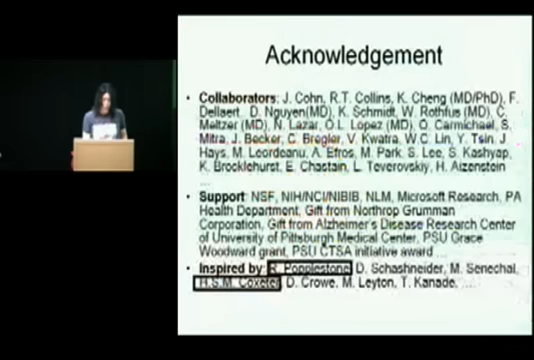 Acknowledgement
• Collaborators: J. Cohn, R.T. Collins, K. Cheng (MD/PhD), F.
Dellaert, D. Nguyen(MD), K. Schmidt, W. Rothfus (MD), C.
Meltzer (MD), N. Lazar, O.L. Lopez (MD), O. Carmichael, S.
Mitra, J. Becker, C. Bregler, V. Kwatra, W.C. Lin, Y. Tsin, J.
Hays, M. Leordeanu, A. Efros, M. Park, S. Lee, S. Kashyap,
K. Brocklehurst, E. Chastain, L. Teverovskiy, H. Aizenstein
...
• Support: NSF, NIH/NCI/NIBIB, NLM, Microsoft Research, PA
Health Department, Gift from Northrop Grumman
Corporation, Gift from Alzheimer's Disease Research Center
of University of Pittsburgh Medical Center, PSU Grace
Woodward grant, PSU CTSA initiative award
• Inspired by: R. Popplestone, D. Schashneider, M. Senechal,
H.S.M. Coxeter, D. Crowe, M. Leyton, T. Kanade, ...